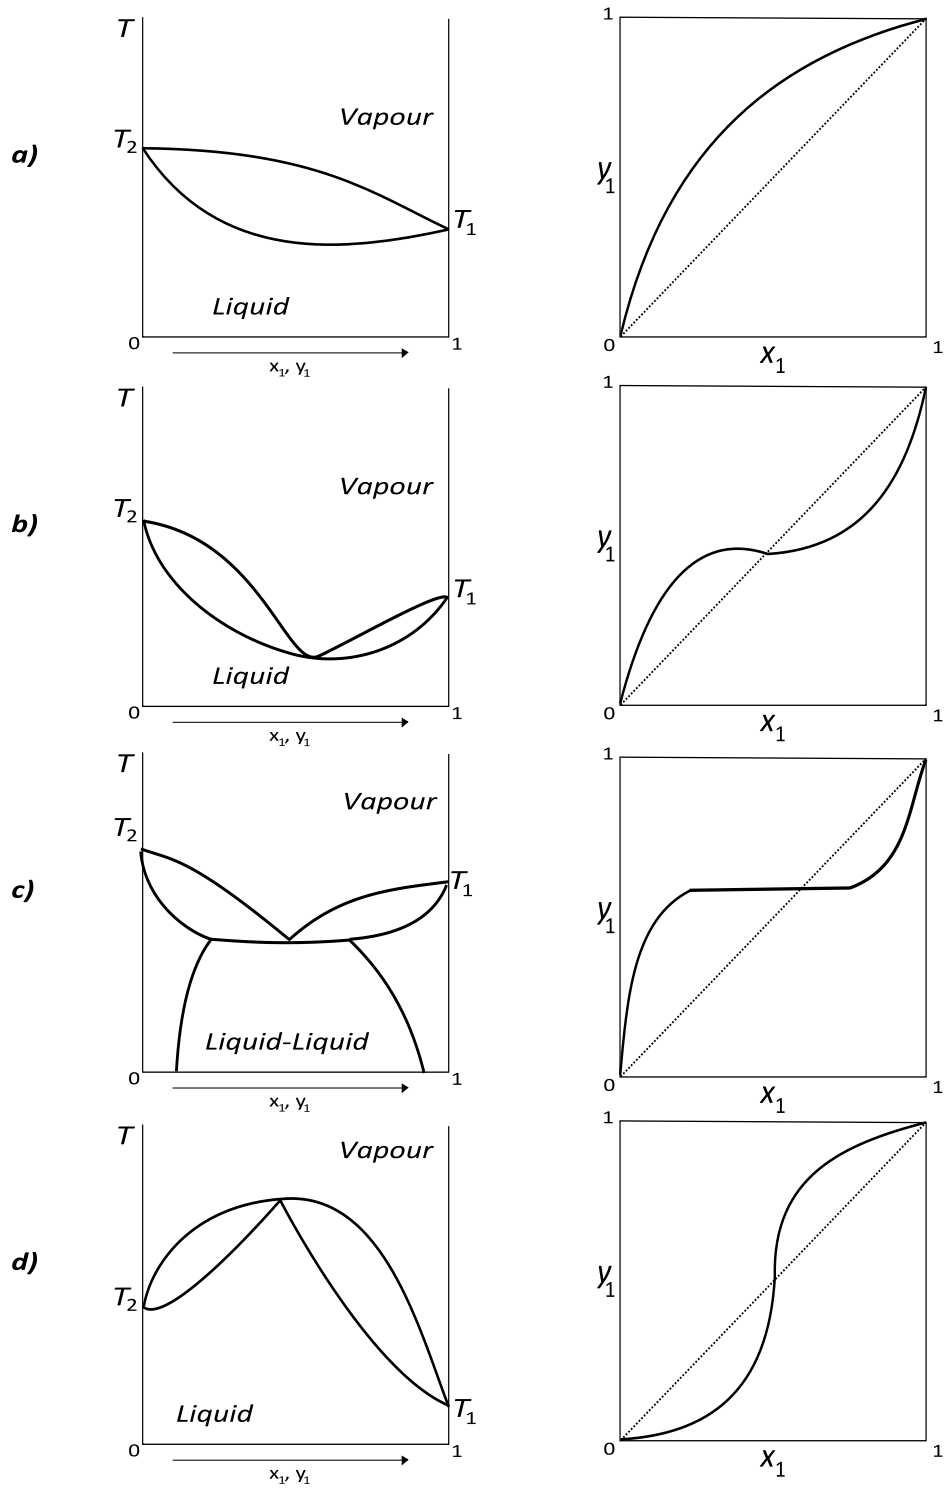 T
Vapour
a)
T2
T1
Liquid
0
1
x1, y1
1
y1
0
x1
1
T
Vapour
b)
T2
T1
Liquid
0
1
x1, y1
1
y1
0
x1
1
T
Vapour
T2
c)
T1
Liquid-Liquid
0
1
x1, y1
1
y1
0
x1
1
T
Vapour
d)
T2
T1
Liquid
0
1
x1, y1
1
y1
0
x1
1